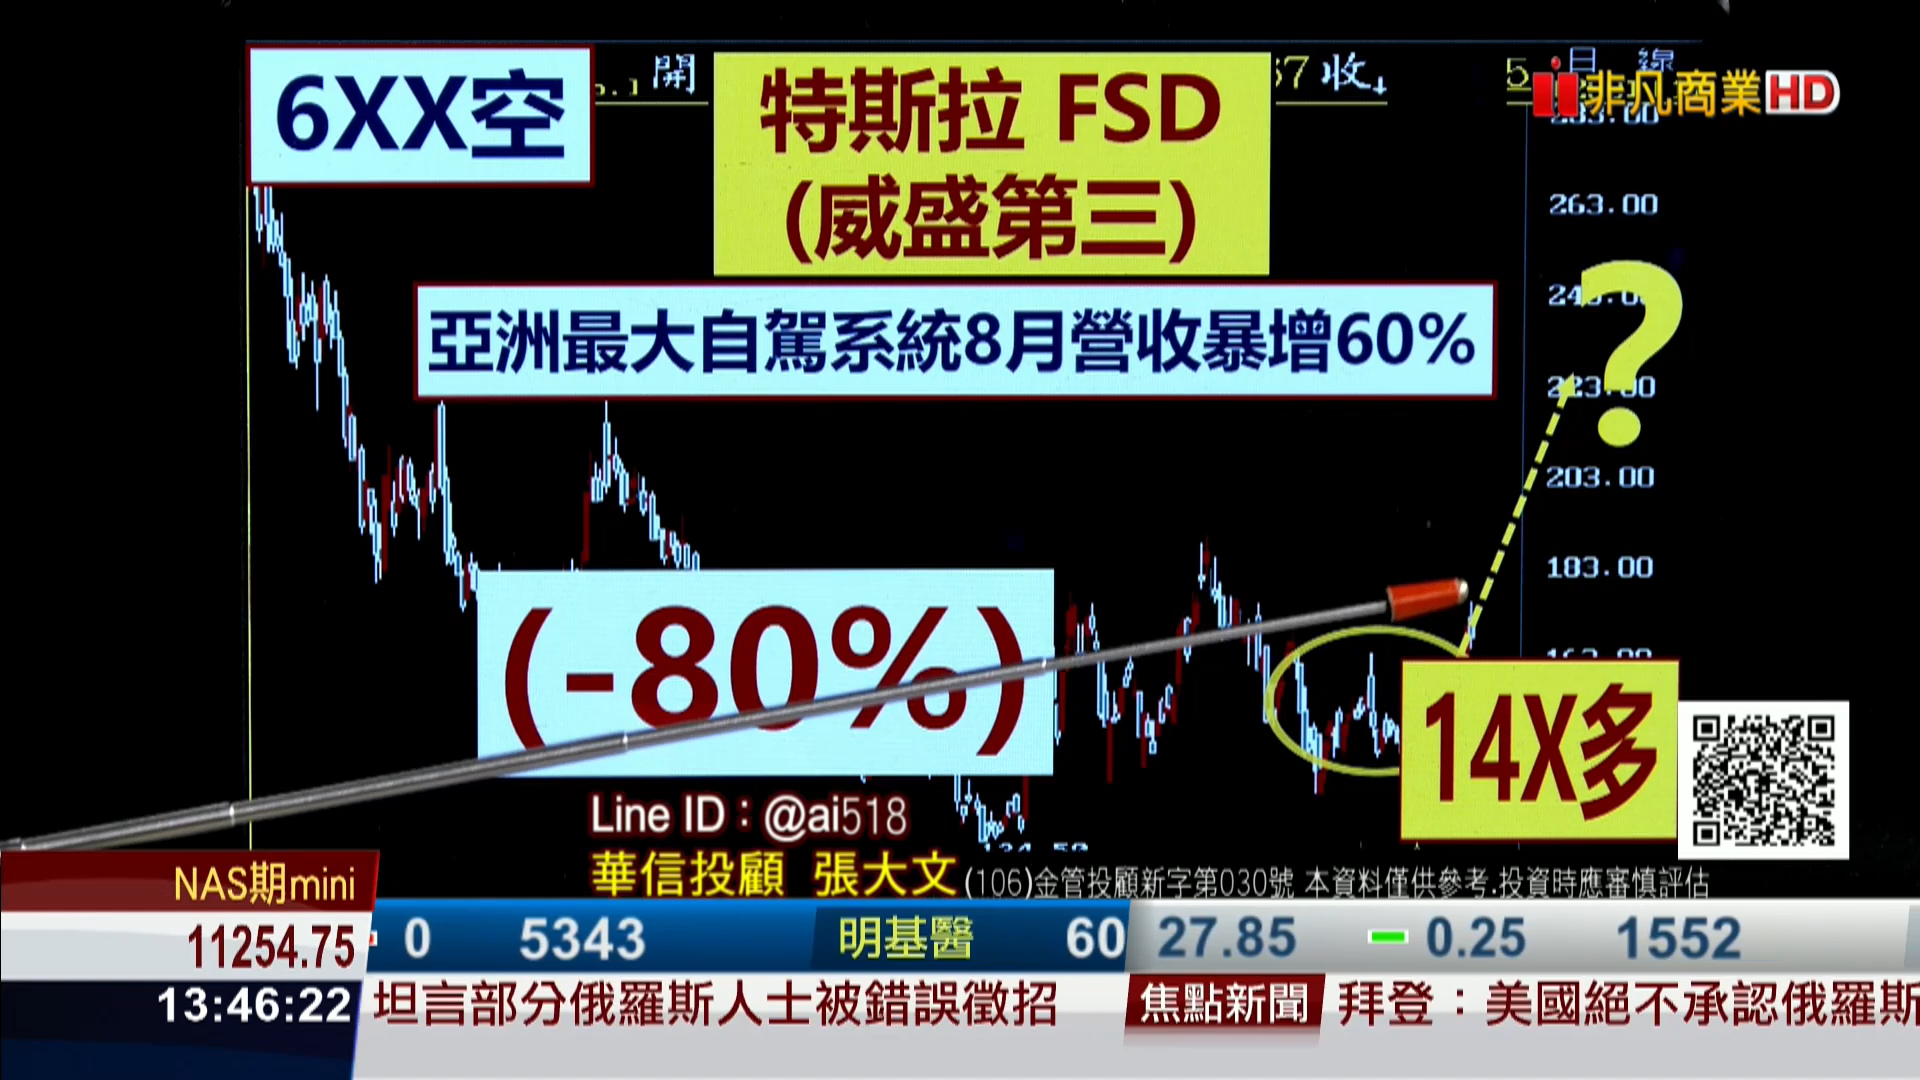 6XX空
開
特斯拉 FSD
(威盛第三)
收
日 線
非凡商業HD
263.00
亞洲最大自駕系統8月營收暴增60%
?
203.00
183.00
(-80%)
14X多
Line ID：@ai518
華信投顧 張大文 (106)金管投顧新字第030號 本資料僅供參考.投資時應審慎評估
NAS期mini
11254.75
0 5343 明基醫 60
27.85 0.25 1552
13:46:22
坦言部分俄羅斯人士被錯誤徵招
焦點新聞 拜登：美國絕不承認俄羅斯